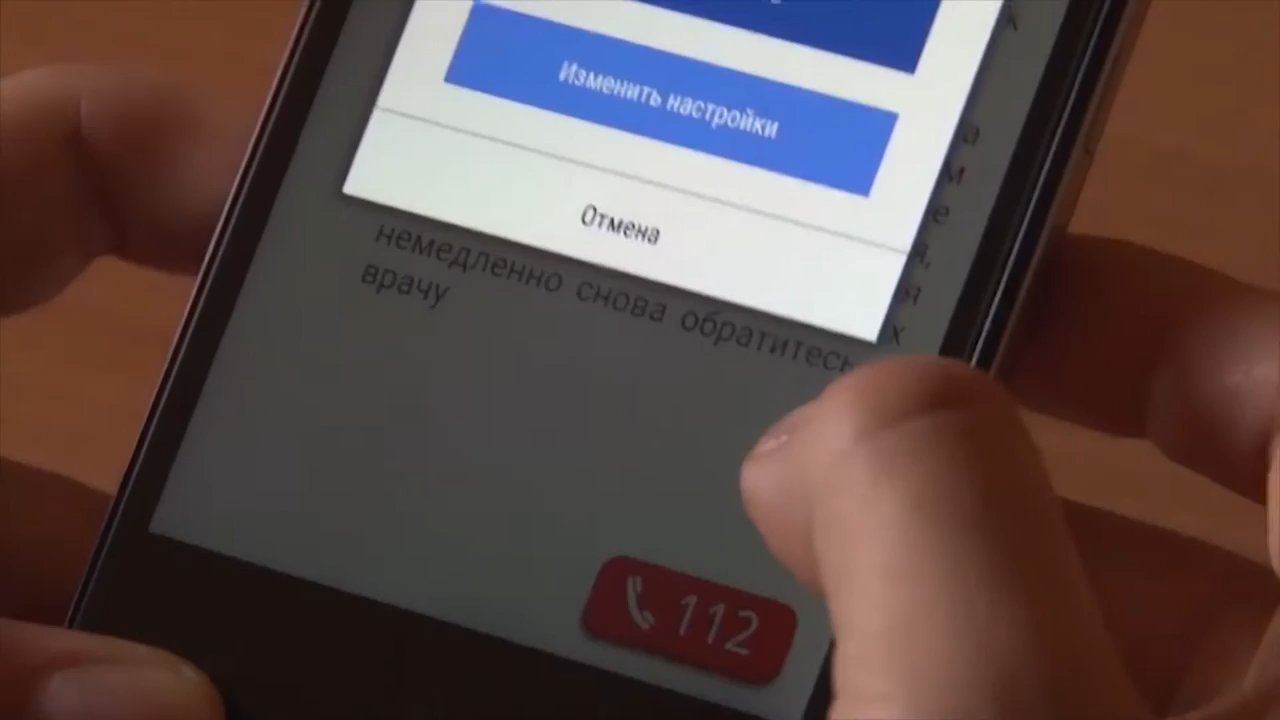 Изменить настройки
Отмена
немедленно снова обратитесь
врачу
112